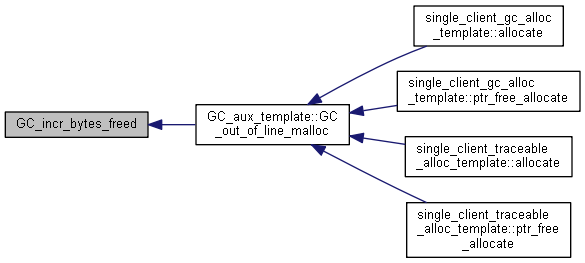 single_client_gc_alloc
_template::allocate
single_client_gc_alloc
_template::ptr_free_allocate
GC_incr_bytes_freed
GC_aux_template::GC
_out_of_line_malloc
single_client_traceable
_alloc_template::allocate
single_client_traceable
_alloc_template::ptr_free
_allocate